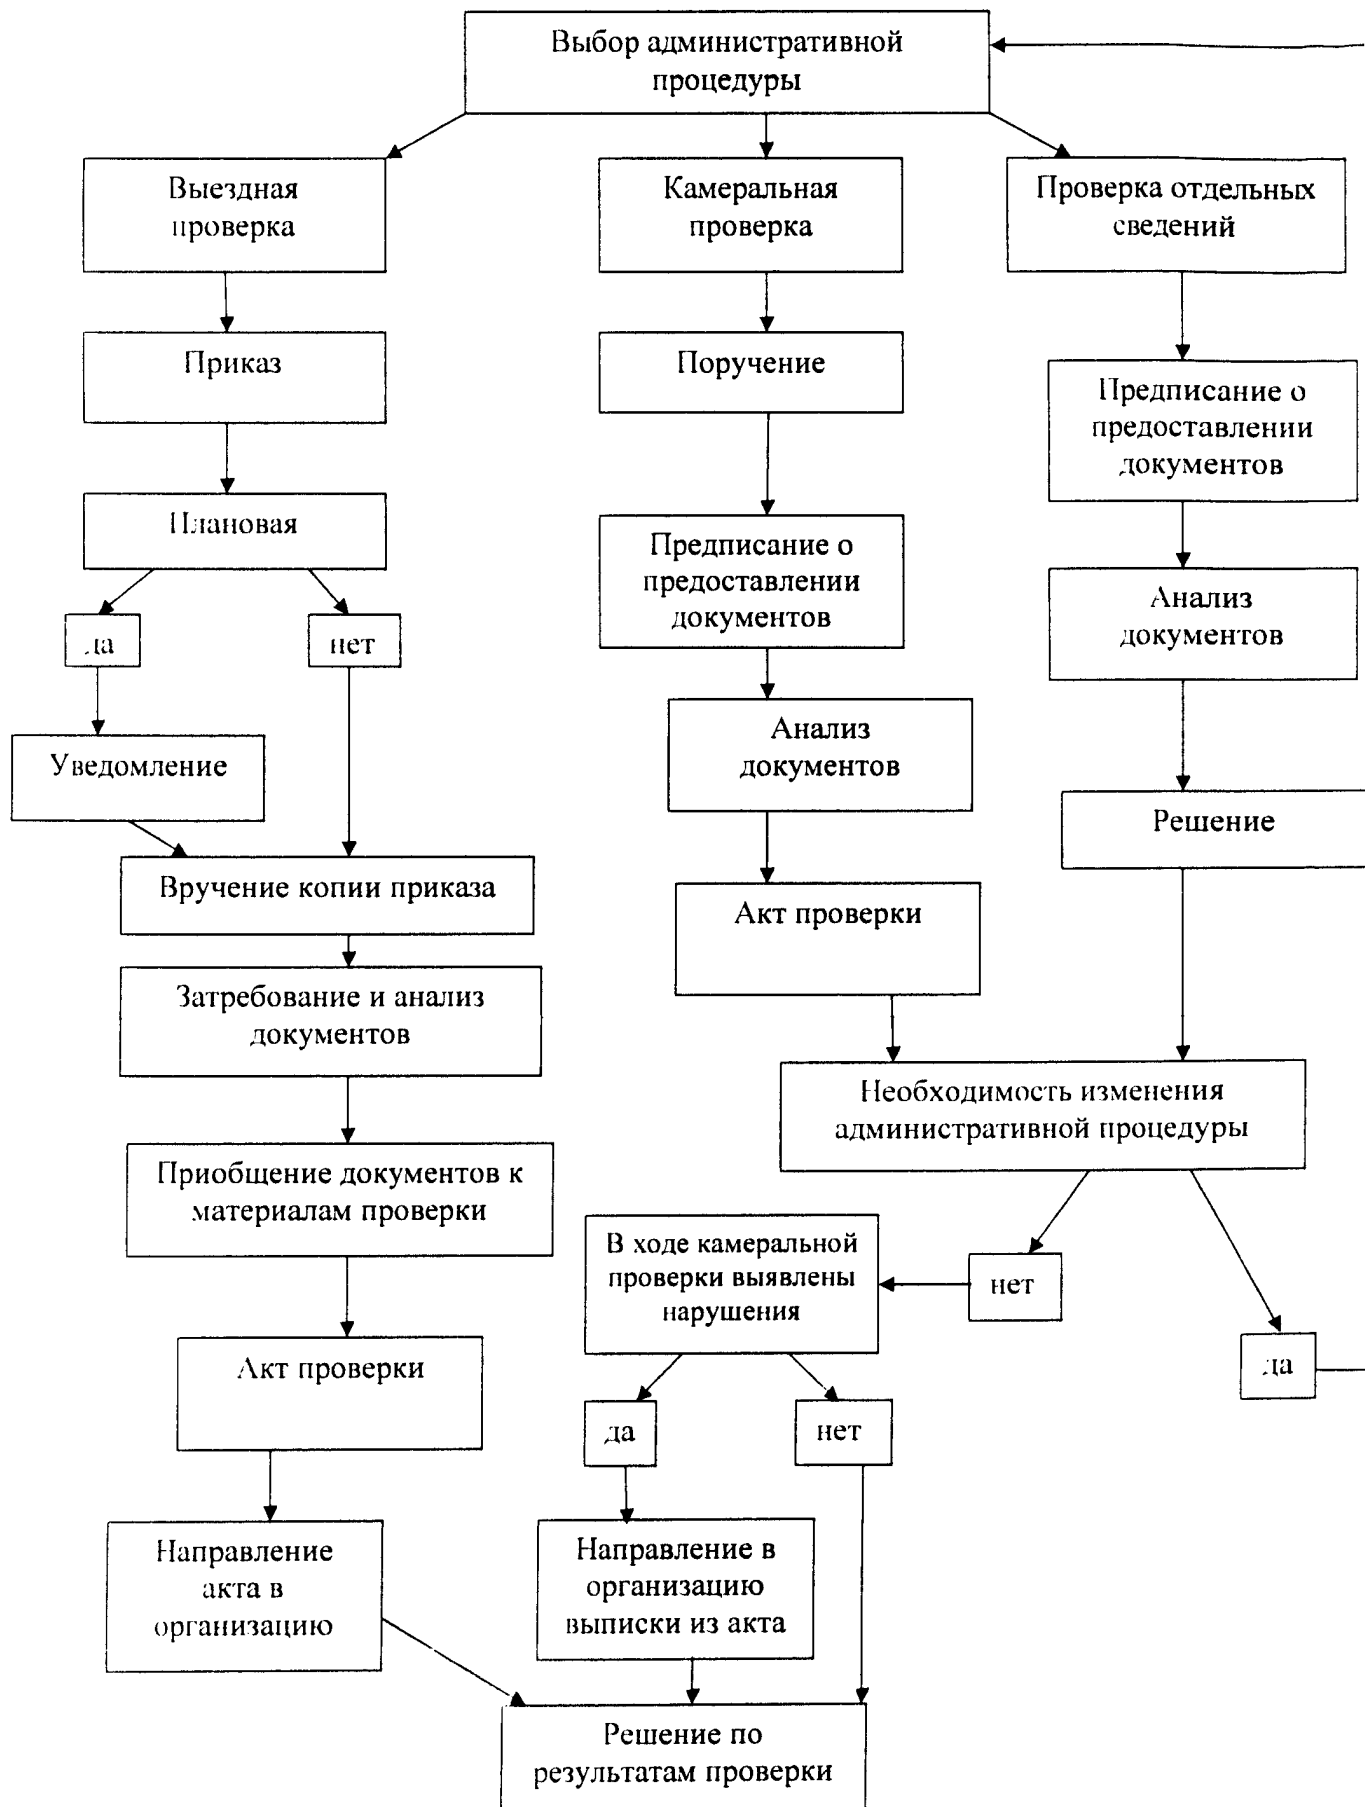 Выбор административной
процедуры
Выездная
проверка
Камеральная
проверка
Проверка отдельных
сведений
Приказ
Поручение
Предписание о
предоставлении
документов
Плановая
Предписание о
предоставлении
документов
Анализ
документов
да
нет
Уведомление
Анализ
документов
Решение
Вручение копии приказа
Акт проверки
Затребование и анализ
документов
Необходимость изменения
административной процедуры
Приобщение документов к
материалам проверки
В ходе камеральной
проверки выявлены
нарушения
нет
да
Акт проверки
да
нет
Направление
акта в
организацию
Направление в
организацию
выписки из акта
Решение по
результатам проверки